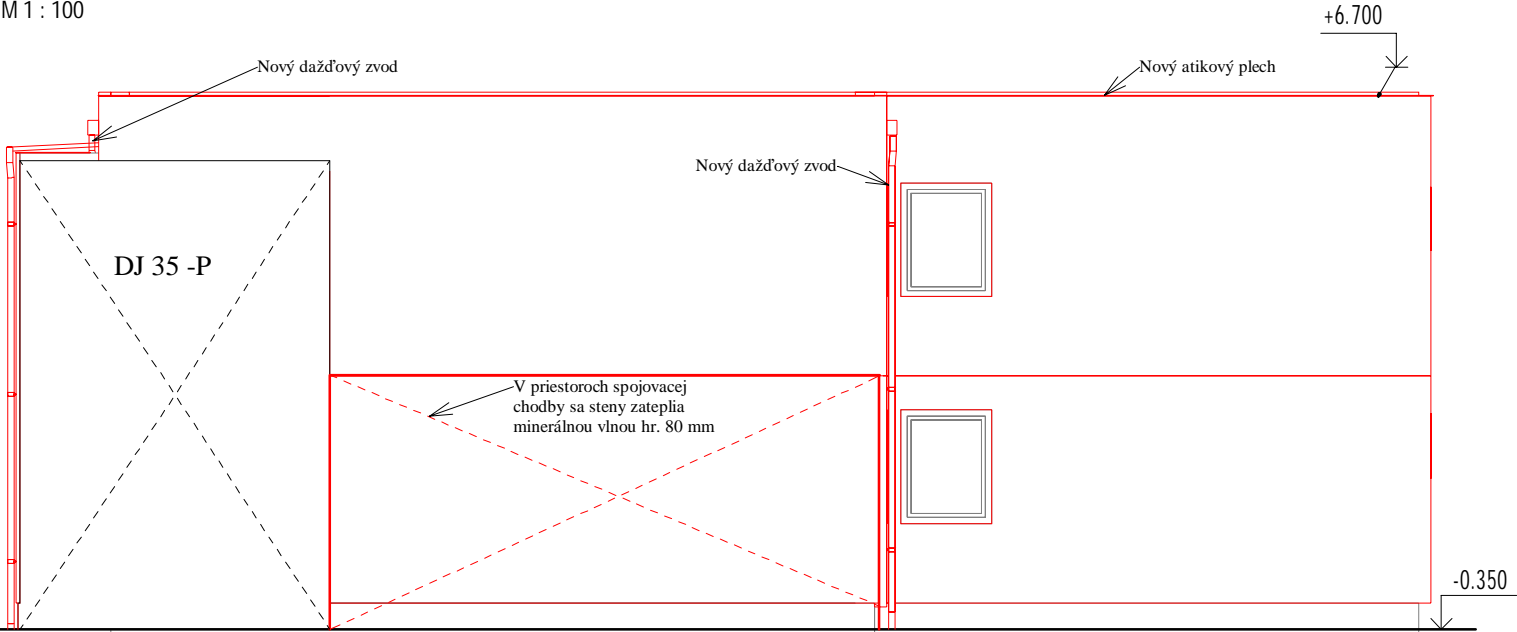 M 1 : 100
+6.700
Nový dažďový zvod
Nový atikový plech
Nový dažďový zvod
DJ 35 -P
V priestoroch spojovacej
chodby sa steny zateplia
minerálnou vlnou hr. 80 mm
-0.350